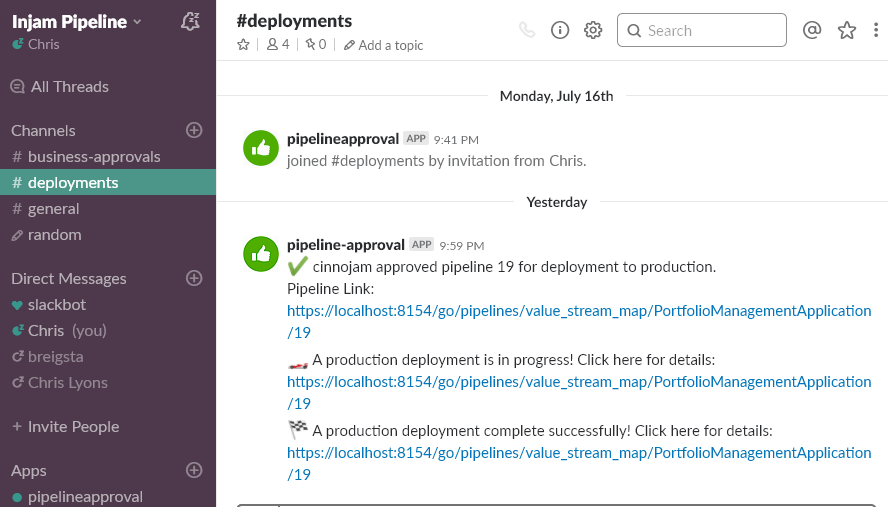 Injam Pipeline
Chris
All Threads
Channels
# business-approvals
# deployments
# general
random
Direct Messages
slackbot
Chris (you)
breigsta
Chris Lyons
+ Invite People
Apps
pipelineapproval
#deployments
4
0
Add a topic
Search
Monday, July 16th
pipelineapproval APP 9:41 PM
joined #deployments by invitation from Chris.
Yesterday
pipeline-approval APP 9:59 PM
cinnojam approved pipeline 19 for deployment to production.
Pipeline Link:
https://localhost:8154/go/pipelines/value_stream_map/PortfolioManagementApplication
/19
A production deployment is in progress! Click here for details:
https://localhost:8154/go/pipelines/value_stream_map/PortfolioManagementApplication
/19
A production deployment complete successfully! Click here for details:
https://localhost:8154/go/pipelines/value_stream_map/PortfolioManagementApplication
/19